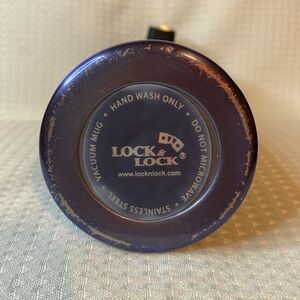 • HAND WASH ONLY •
DO NOT MICROWAVE •
STAINLESS STEEL •
VACUUM MUG
LOCK &
LOCK ®
www.locknlock.com